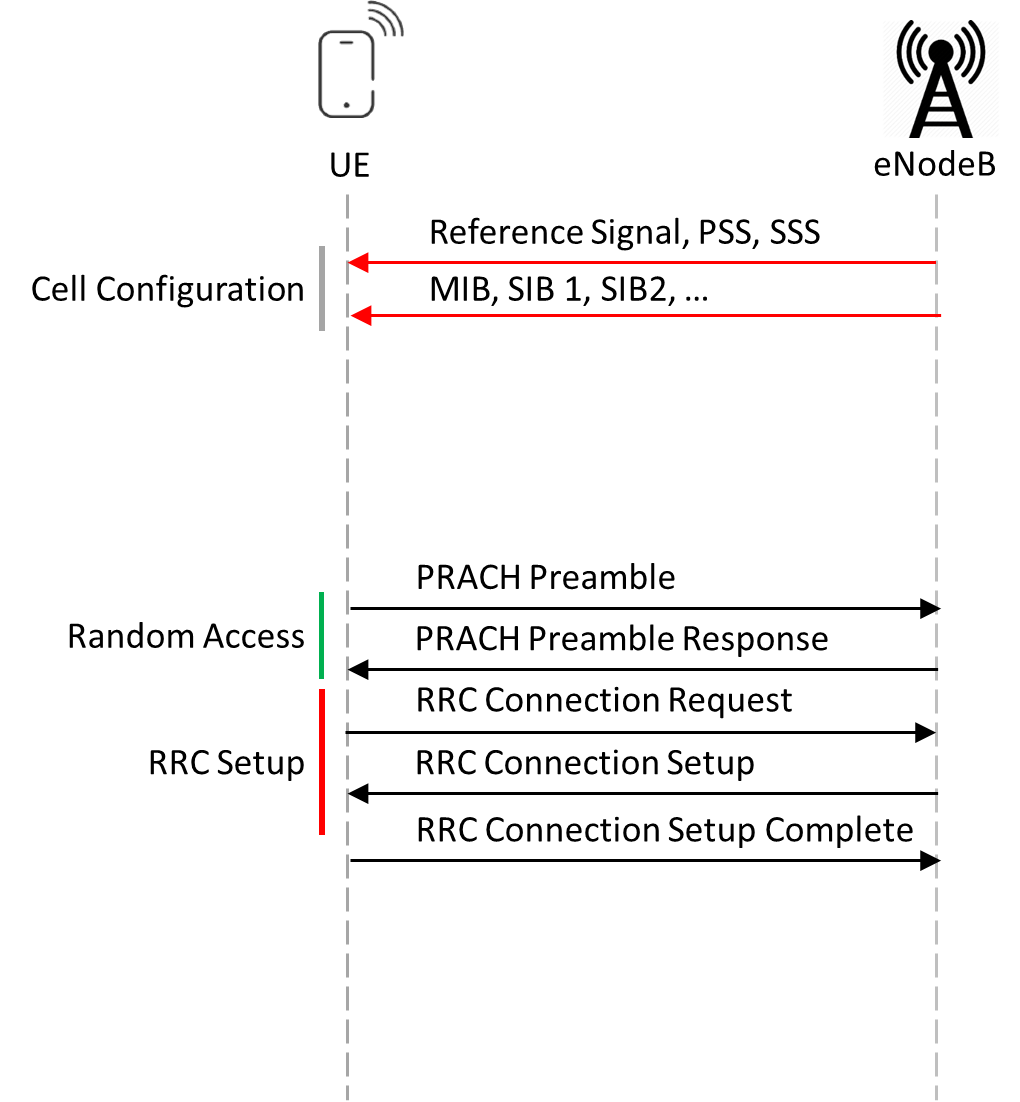 UE
eNodeB
Reference Signal, PSS, SSS
Cell Configuration
MIB, SIB 1, SIB2, ...
PRACH Preamble
Random Access
PRACH Preamble Response
RRC Connection Request
RRC Setup
RRC Connection Setup
RRC Connection Setup Complete